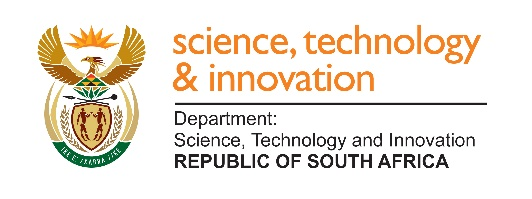 science, technology
& innovation
Department:
Science, Technology and Innovation
REPUBLIC OF SOUTH AFRICA